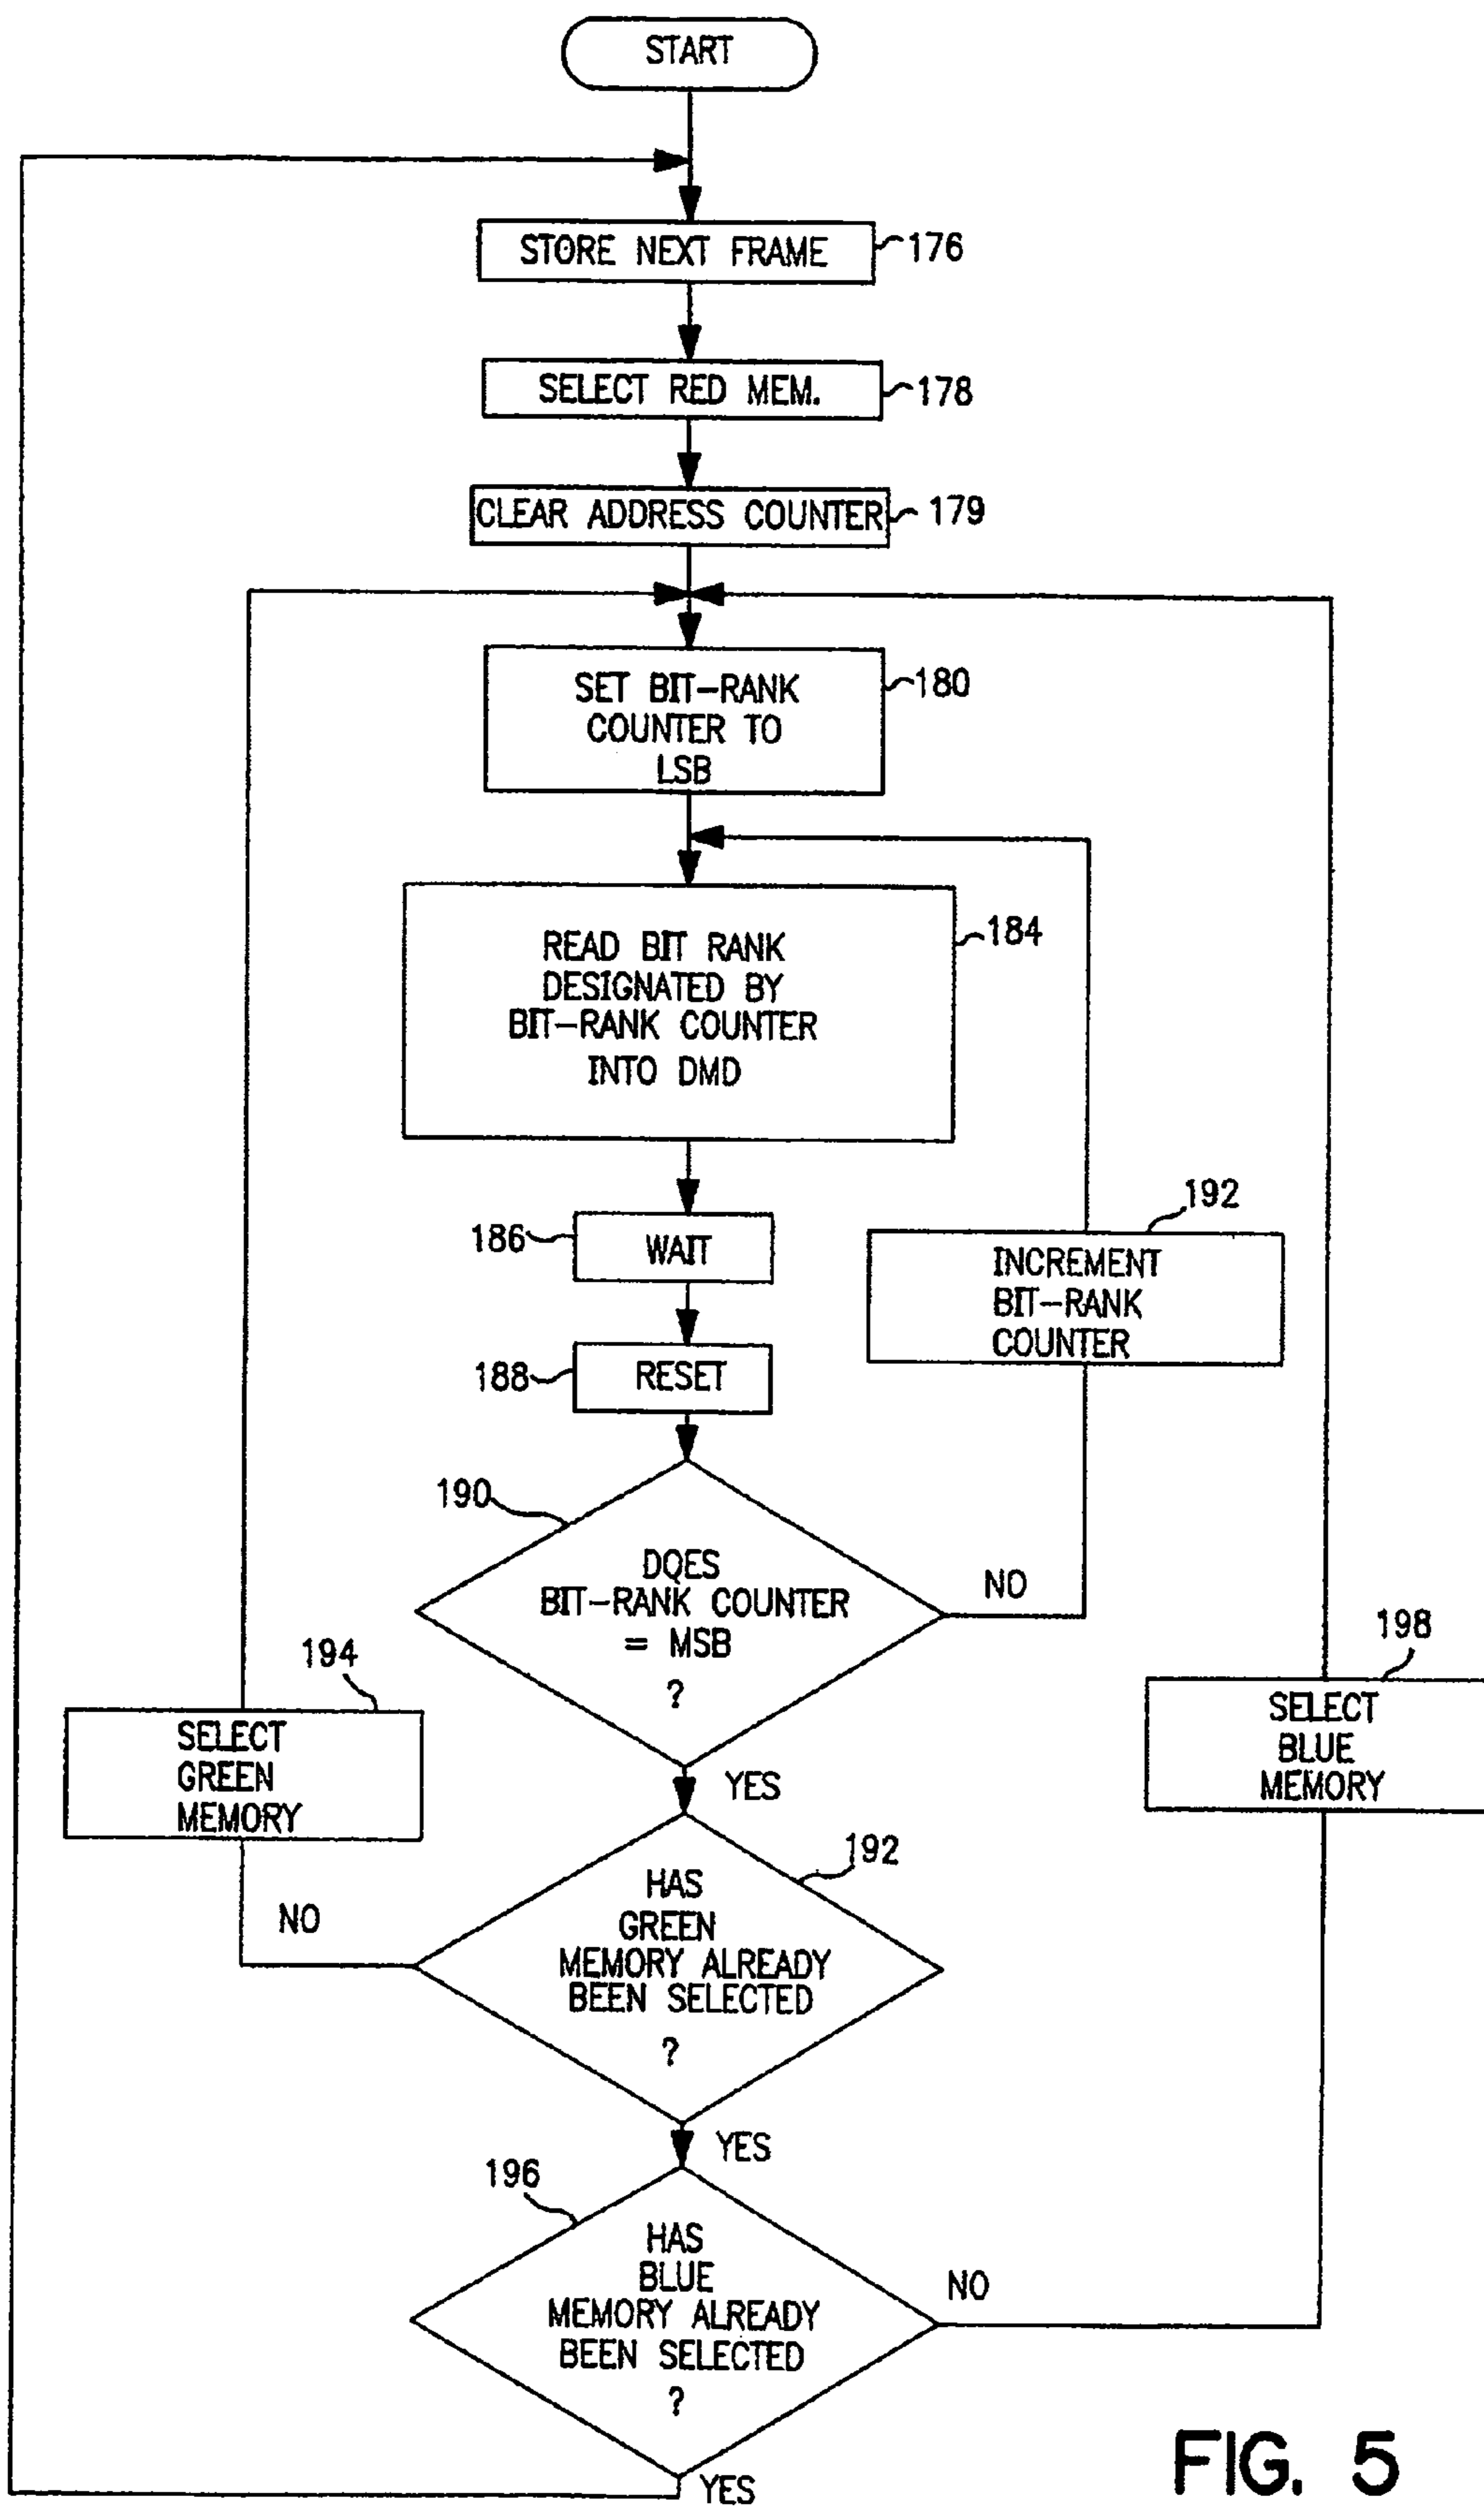 START
STORE NEXT FRAME
176
SELECT RED MEM.
178
CLEAR ADDRESS COUNTER
179
SET BIT-RANK
COUNTER TO
LSB
180
READ BIT RANK
DESIGNATED BY
BIT-RANK COUNTER
INTO DMD
184
186
WAIT
192
INCREMENT
BIT-RANK
COUNTER
188
RESET
190
DOES
BIT-RANK COUNTER
= MSB
?
NO
YES
194
SELECT
GREEN
MEMORY
198
SELECT
BLUE
MEMORY
192
HAS
GREEN
MEMORY ALREADY
BEEN SELECTED
?
NO
YES
196
HAS
BLUE
MEMORY ALREADY
BEEN SELECTED
?
NO
YES
FIG. 5